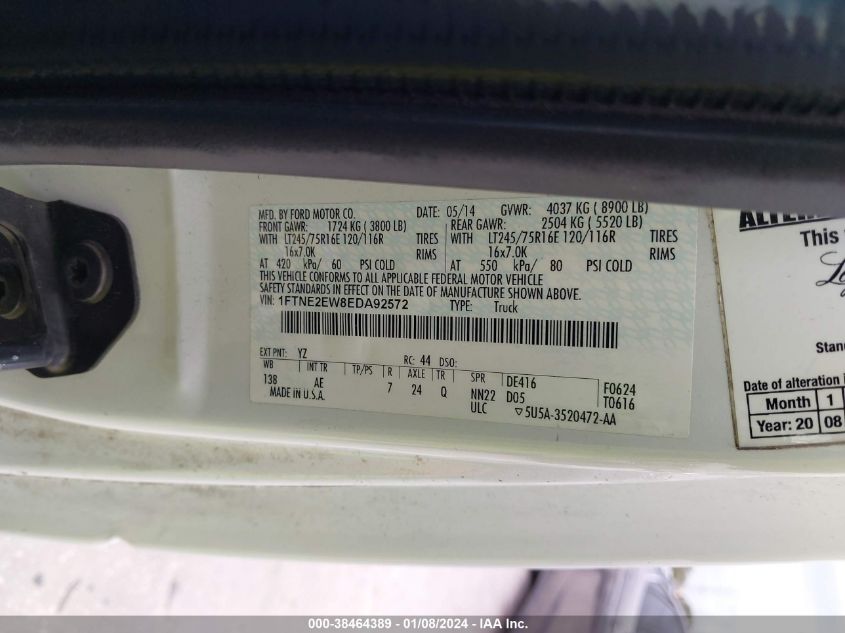 MFD. BY FORD MOTOR CO. DATE: 05/14 GVWR: 4037 KG ( 8900 LB)
FRONT GAWR: 1724 KG ( 3800 LB) REAR GAWR: 2504 KG ( 5520 LB)
WITH LT245/75R16E 120/116R TIRES WITH LT245/75R16E 120/116R TIRES
16x7.0K RIMS 16x7.0K RIMS
AT 420 kPa/ 60 PSI COLD AT 550 kPa/ 80 PSI COLD
THIS VEHICLE CONFORMS TO ALL APPLICABLE FEDERAL MOTOR VEHICLE
SAFETY STANDARDS IN EFFECT ON THE DATE OF MANUFACTURE SHOWN ABOVE.
VIN: 1FTNE2EW8EDA92572 TYPE: Truck
EXT PNT: YZ RC: 44 DSO:
WB INT TR TP/PS R AXLE TR SPR DE416 F0624
138 AE 7 24 Q NN22 D05 T0616
MADE IN U.S.A. ULC ▽5U5A-3520472-AA
This
Stand
Date of alteration
Month 1
Year: 20 08
000-38464389 - 01/08/2024 - IAA Inc.